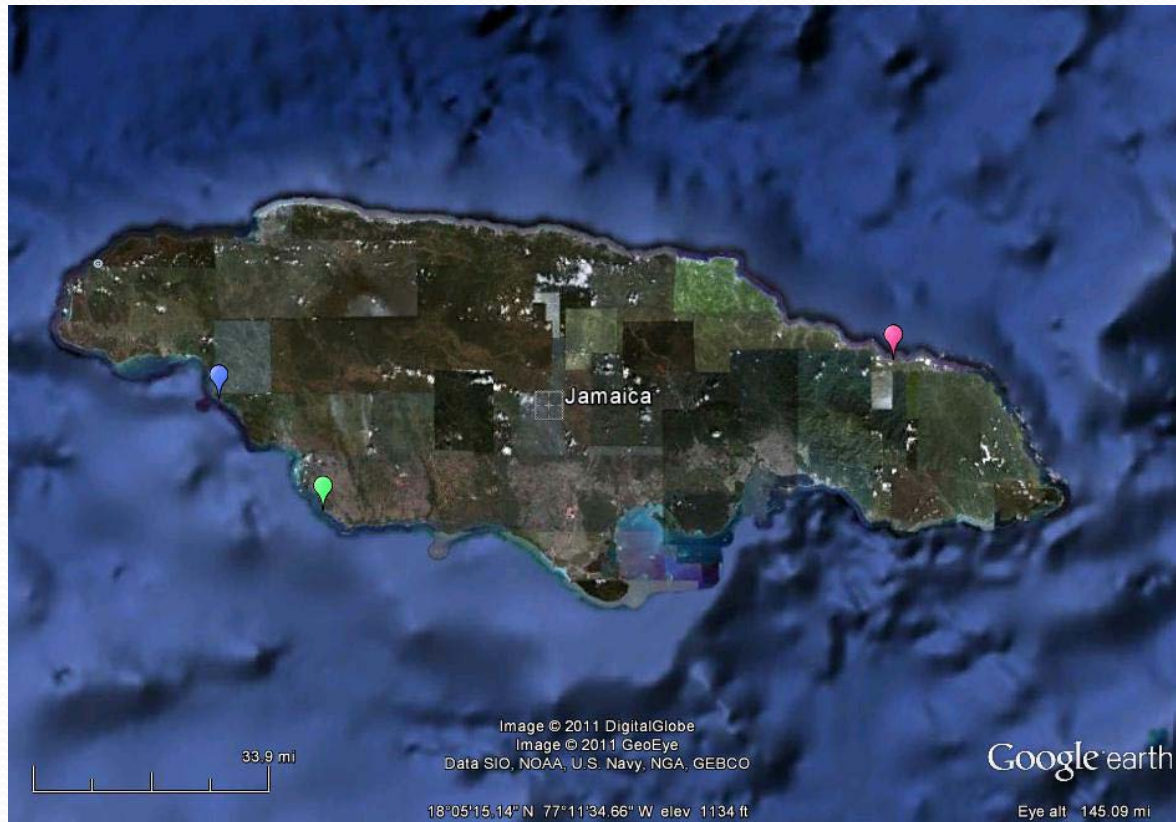 Jamaica
Image © 2011 DigitalGlobe
Image © 2011 GeoEye
Data SIO, NOAA, U.S. Navy, NGA, GEBCO
33.9 mi
Google earth
18°05'15.14" N 77°11'34.66" W elev 1134 ft
Eye alt 145.09 mi